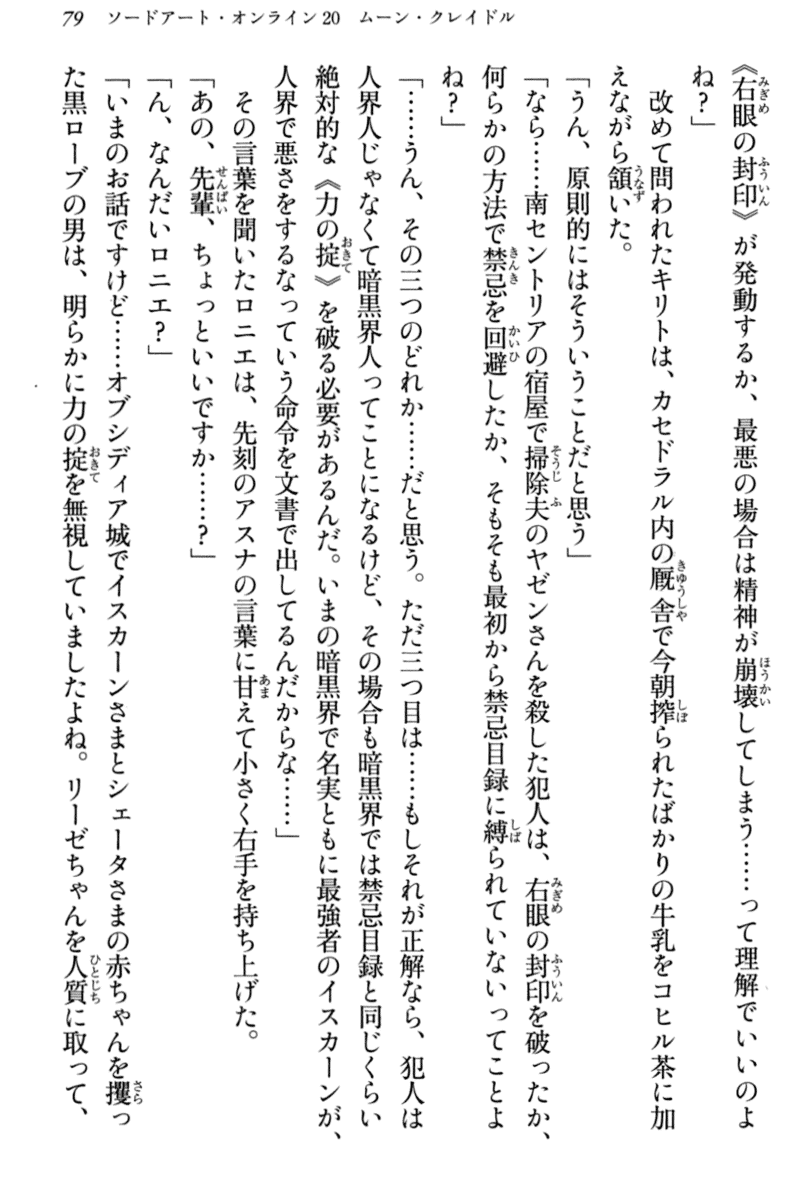 79　ソードアート・オンライン20　ムーン・クレイドル
《右眼の封印》が発動するか、最悪の場合は精神が崩壊してしまう……って理解でいいのよ
ね？」
　改めて問われたキリトは、カセドラル内の厩舎で今朝搾られたばかりの牛乳をコヒル茶に加
えながら頷いた。
「うん、原則的にはそういうことだと思う」
「なら……南セントリアの宿屋で掃除夫のヤゼンさんを殺した犯人は、右眼の封印を破ったか、
何らかの方法で禁忌を回避したか、そもそも最初から禁忌目録に縛られていないってことよ
ね？」
「……うん、その三つのどれか……だと思う。ただ三つ目は……もしそれが正解なら、犯人は
人界人じゃなくて暗黒界人ってことになるけど、その場合も暗黒界では禁忌目録と同じくらい
絶対的な《力の掟》を破る必要があるんだ。いまの暗黒界で名実ともに最強者のイスカーンが、
人界で悪さをするなっていう命令を文書で出してるんだからな……」
　その言葉を聞いたロニエは、先刻のアスナの言葉に甘えて小さく右手を持ち上げた。
「あの、先輩、ちょっといいですか……？」
「ん、なんだいロニエ？」
「いまのお話ですけど……オブシディア城でイスカーンさまとシェータさまの赤ちゃんを攫っ
た黒ローブの男は、明らかに力の掟を無視していましたよね。リーゼちゃんを人質に取って、